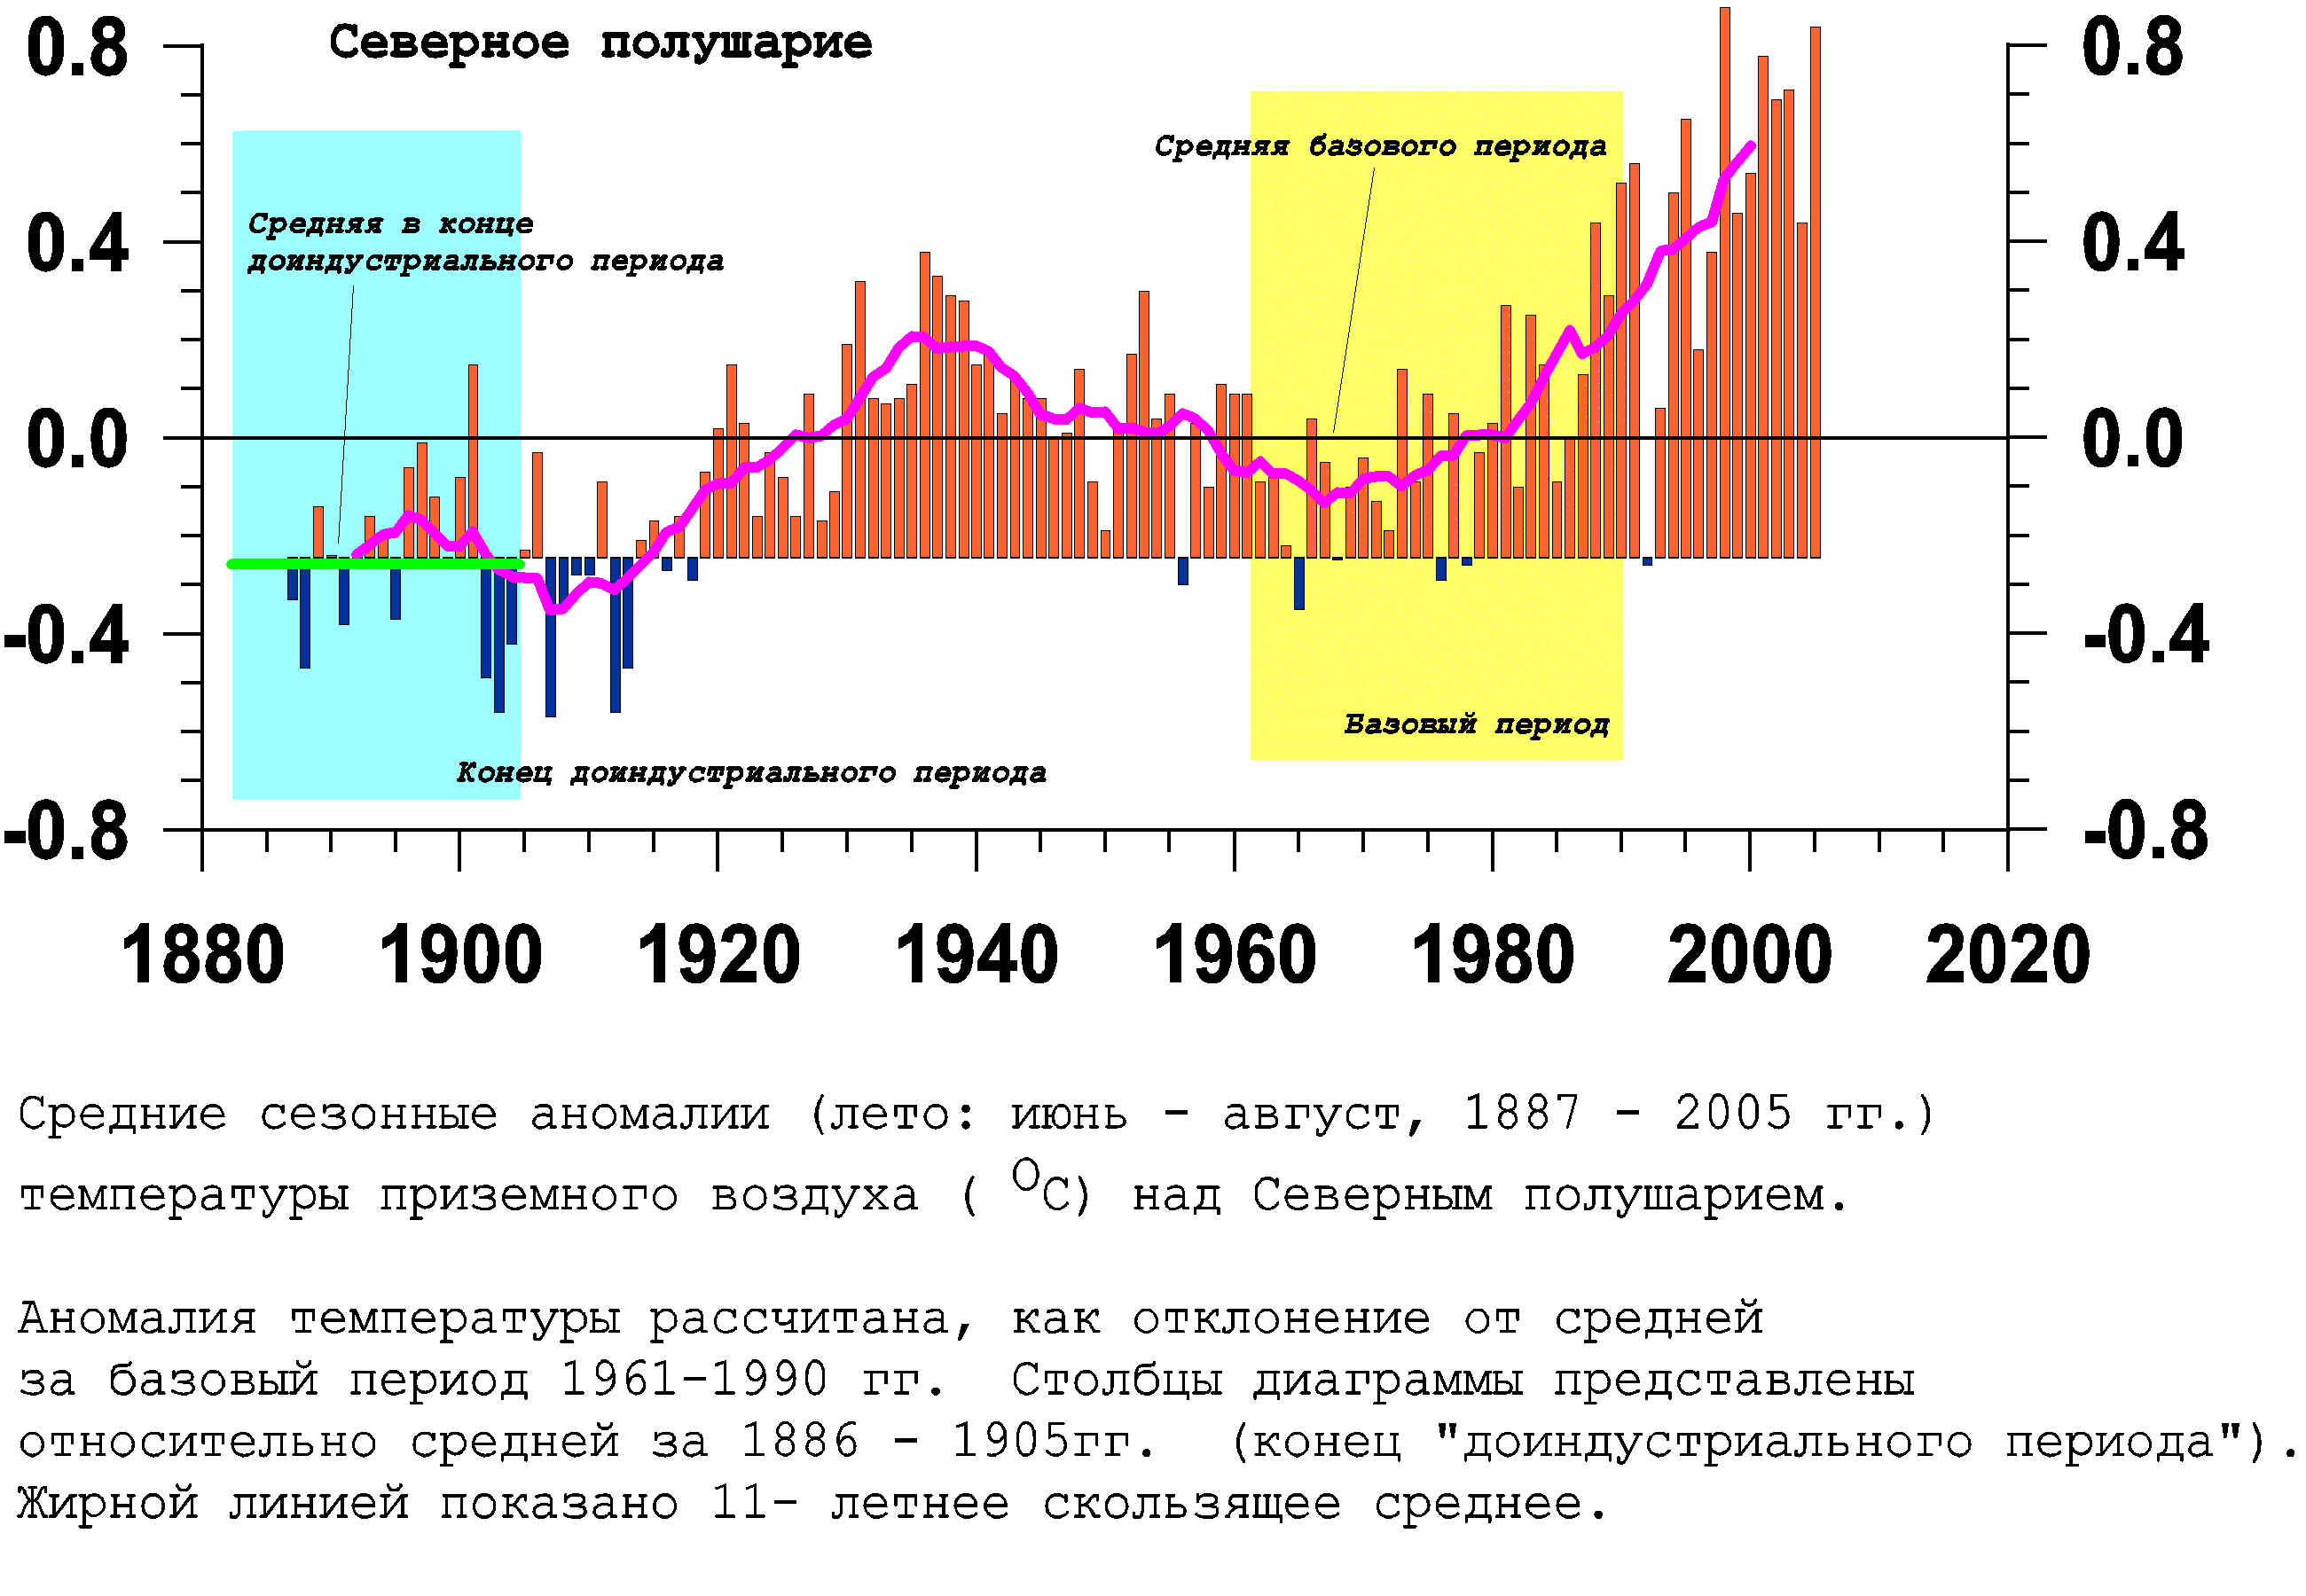 Северное полушарие
0.8
0.4
0.0
-0.4
-0.8
0.8
0.4
0.0
-0.4
-0.8
Средняя в конце
доиндустриального периода
Средняя базового периода
Базовый период
Конец доиндустриального периода
1880 1900 1920 1940 1960 1980 2000 2020
Средние сезонные аномалии (лето: июнь - август, 1887 - 2005 гг.)
температуры приземного воздуха ( ᴼC) над Северным полушарием.
Аномалия температуры рассчитана, как отклонение от средней
за базовый период 1961-1990 гг. Столбцы диаграммы представлены
относительно средней за 1886 - 1905гг. (конец "доиндустриального периода").
Жирной линией показано 11- летнее скользящее среднее.